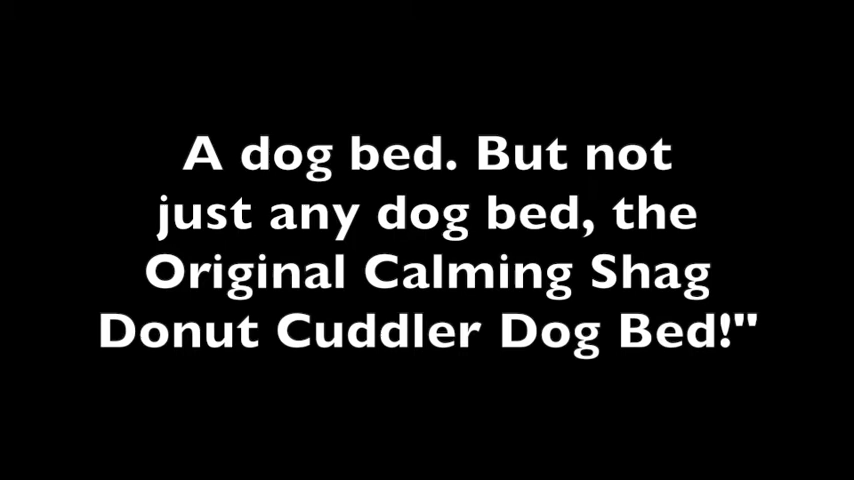 A dog bed. But not
just any dog bed, the
Original Calming Shag
Donut Cuddler Dog Bed!"